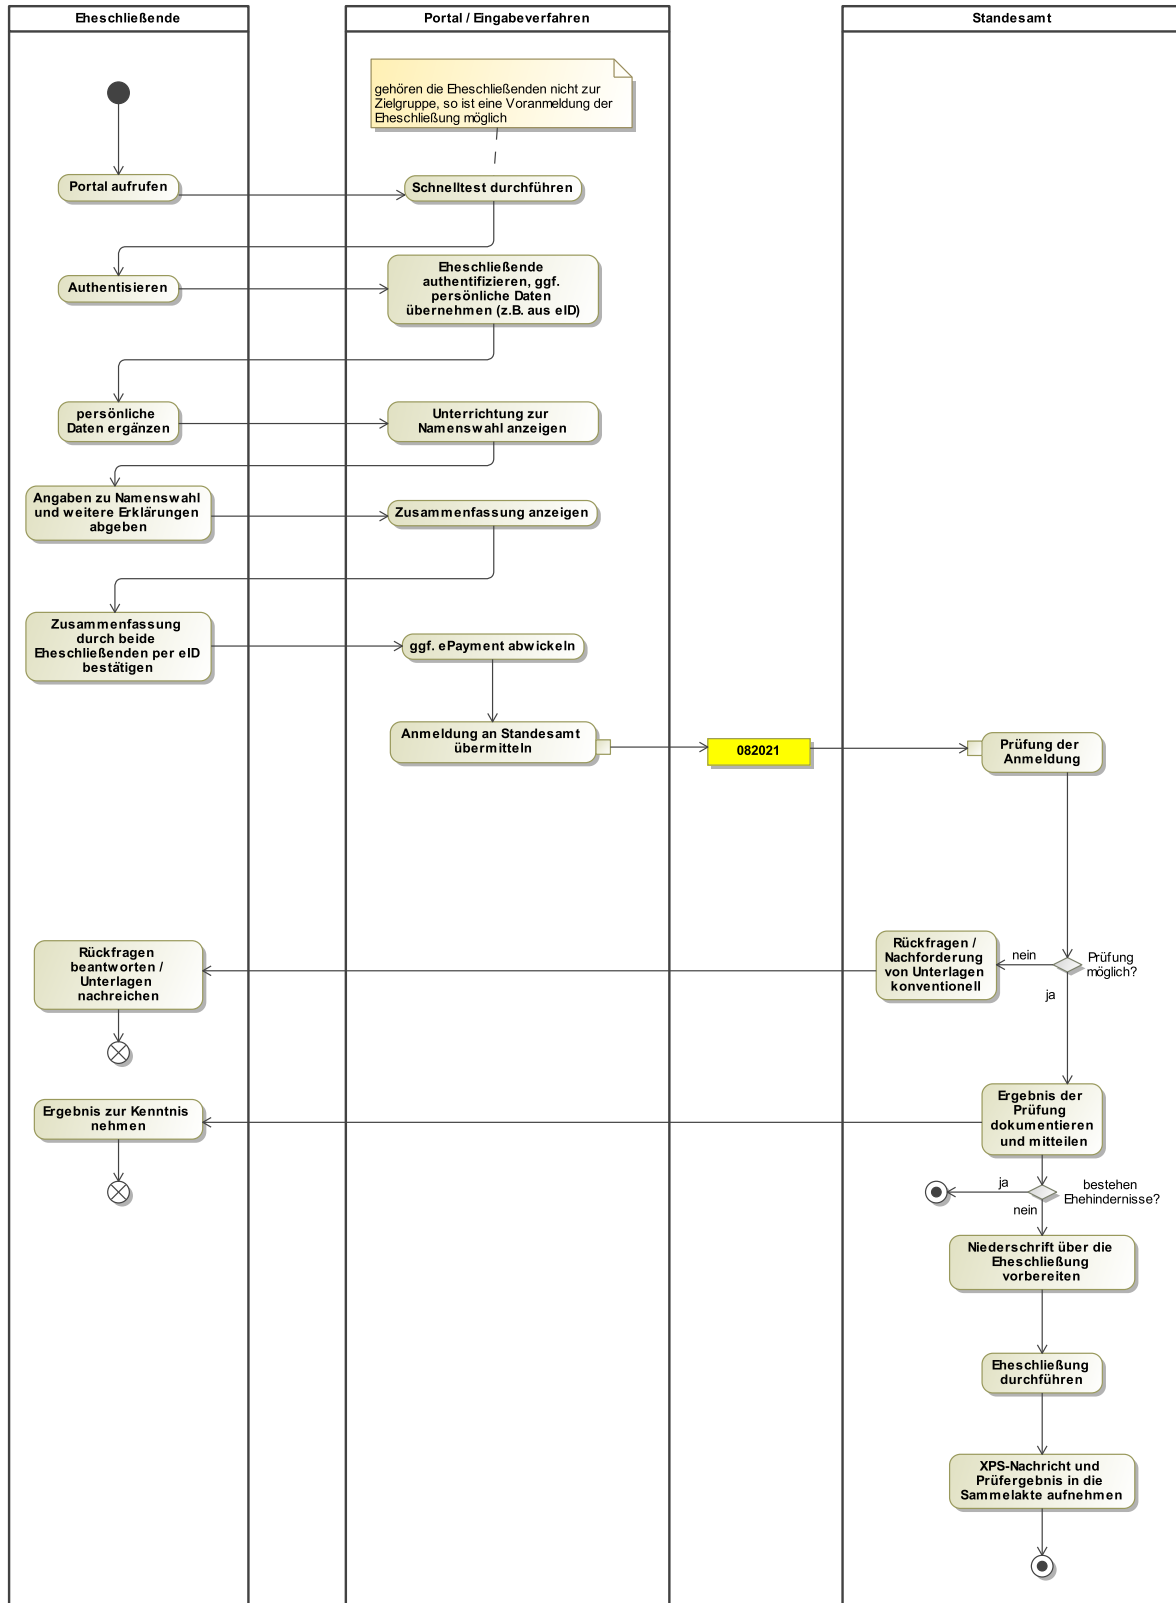 Eheschließende
Portal / Eingabeverfahren
Standesamt
gehören die Eheschließenden nicht zur
Zielgruppe, so ist eine Voranmeldung der
Eheschließung möglich
Portal aufrufen
Schnelltest durchführen
Authentisieren
Eheschließende
authentifizieren, ggf.
persönliche Daten
übernehmen (z.B. aus eID)
persönliche
Daten ergänzen
Unterrichtung zur
Namenswahl anzeigen
Angaben zu Namenswahl
und weitere Erklärungen
abgeben
Zusammenfassung anzeigen
Zusammenfassung
durch beide
Eheschließenden per eID
bestätigen
ggf. ePayment abwickeln
Anmeldung an Standesamt
übermitteln
082021
Prüfung der
Anmeldung
Rückfragen
beantworten /
Unterlagen
nachreichen
Rückfragen /
Nachforderung
von Unterlagen
konventionell
nein
Prüfung
möglich?
ja
Ergebnis zur Kenntnis
nehmen
Ergebnis der
Prüfung
dokumentieren
und mitteilen
ja
bestehen
Ehehindernisse?
nein
Niederschrift über die
Eheschließung
vorbereiten
Eheschließung
durchführen
XPS-Nachricht und
Prüfergebnis in die
Sammelakte aufnehmen